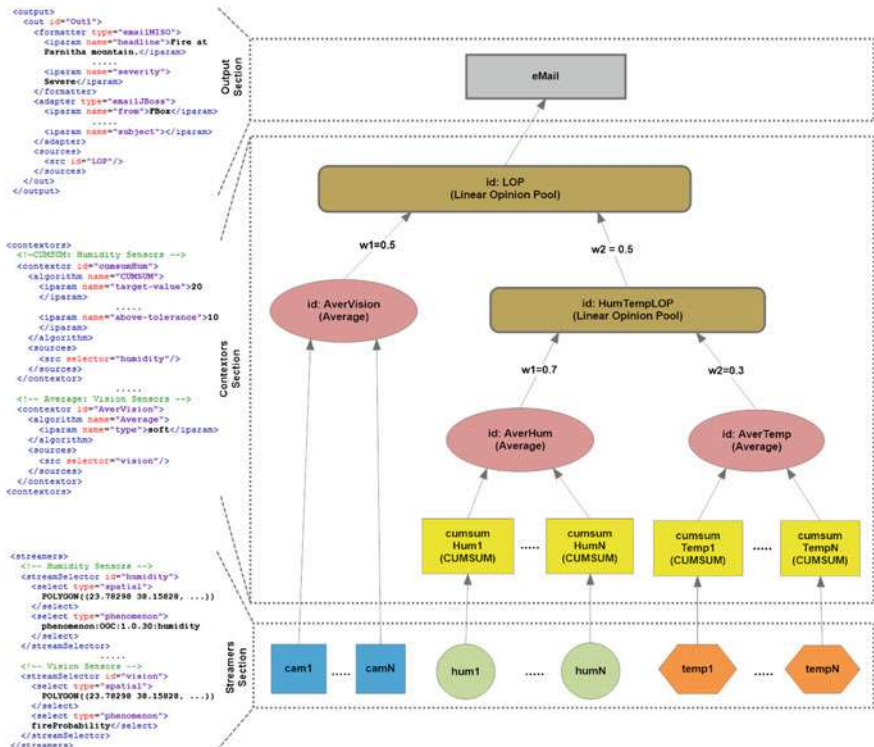 <output>
<out id="Out1">
<formatter type="emailMISO">
<iparam name="headline">Fire at
Parnitha mountain.</iparam>
.....
<iparam name="severity">
Severe</iparam>
</formatter>
<adapter type="emailJBoss">
<iparam name="from">FBox</iparam>
.....
<iparam name="subject"></iparam>
</adapter>
<sources>
<src id="LOP"/>
</sources>
</out>
</output>
<contextors>
<!--CUMSUM: Humidity Sensors -->
<contextor id="cumsumHum">
<algorithm name="CUMSUM">
<iparam name="target-value">20
</iparam>
.....
<iparam name="above-tolerance">10
</iparam>
</algorithm>
<sources>
<src selector="humidity"/>
</sources>
</contextor>
.....
<!-- Average: Vision Sensors -->
<contextor id="AverVision">
<algorithm name="Average">
<iparam name="type">soft</iparam>
</algorithm>
<sources>
<src selector="vision"/>
</sources>
</contextor>
<contextors>
<streamers>
<!-- Humidity Sensors -->
<streamSelector id="humidity">
<select type="spatial">
POLYGON((23.78298 38.15828, ...))
</select>
<select type="phenomenon">
phenomenon:OGC:1.0.30:humidity
</select>
</streamSelector>
.....
<!-- Vision Sensors -->
<streamSelector id="vision">
<select type="spatial">
POLYGON((23.78298 38.15828, ...))
</select>
<select type="phenomenon">
fireProbability</select>
</streamSelector>
</streamers>
Output
Section
eMail
Contextors
Section
id: LOP
(Linear Opinion Pool)
w1=0.5
w2 = 0.5
id: AverVision
(Average)
id: HumTempLOP
(Linear Opinion Pool)
w1=0.7
w2=0.3
id: AverHum
(Average)
id: AverTemp
(Average)
cumsum
Hum1
(CUMSUM)
.....
cumsum
HumN
(CUMSUM)
cumsum
Temp1
(CUMSUM)
.....
cumsum
TempN
(CUMSUM)
Streamers
Section
cam1
.....
camN
hum1
.....
humN
temp1
.....
tempN